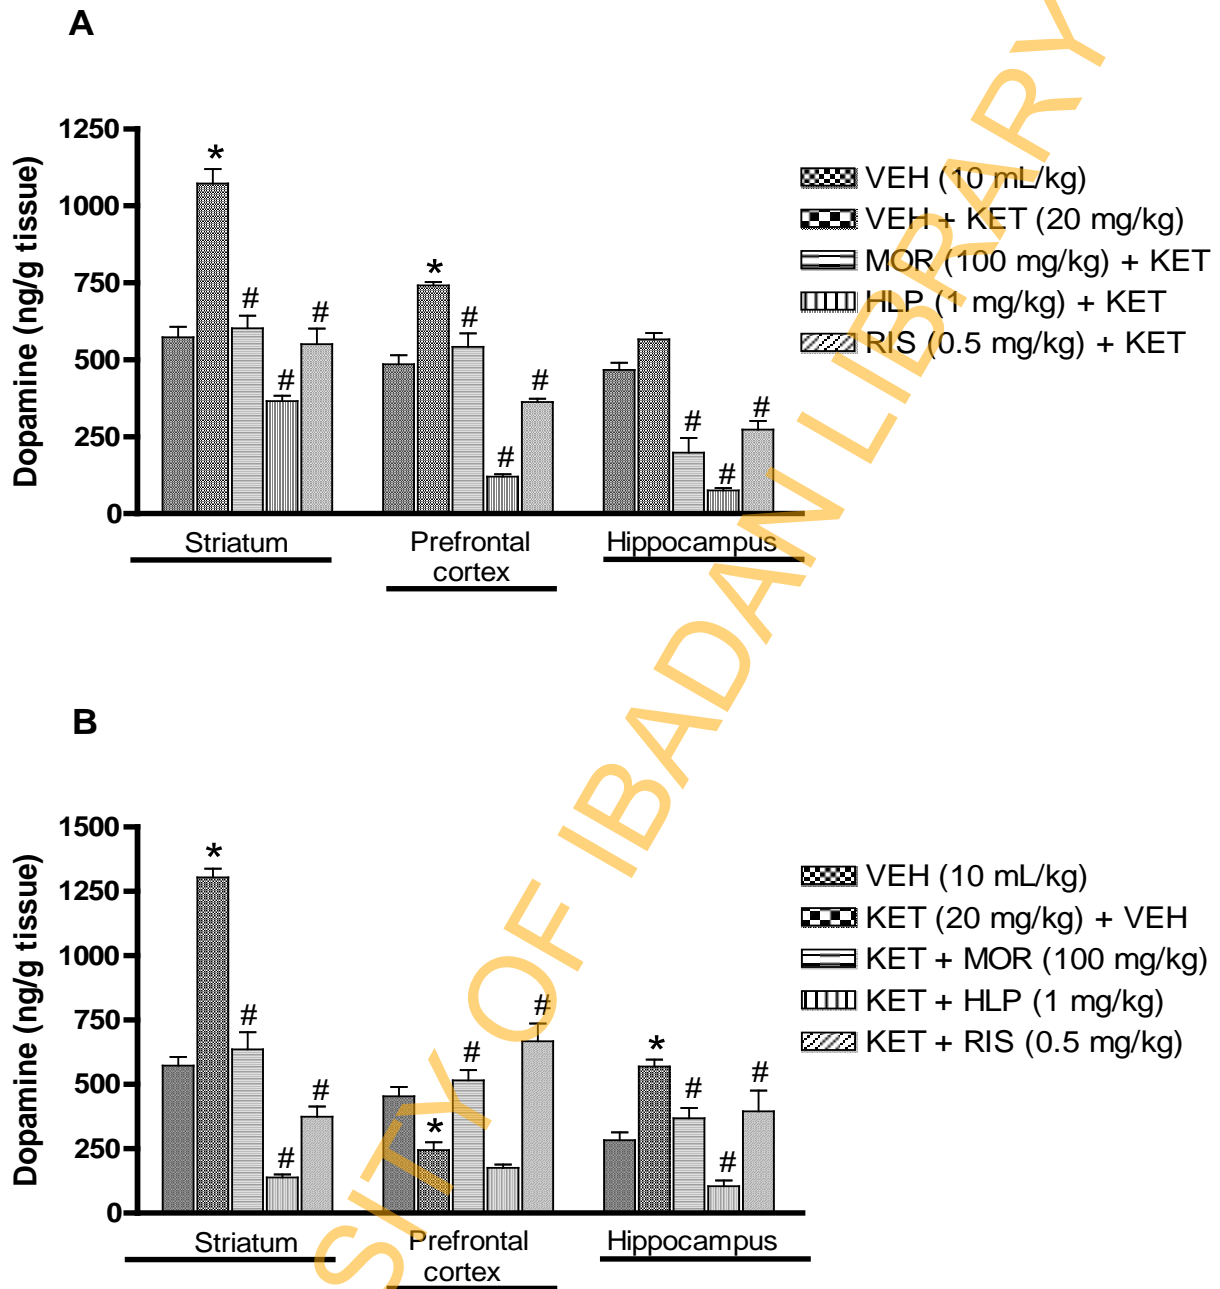 A
Dopamine (ng/g tissue)
1250
1000
750
500
250
0
*
#
#
#
*
#
#
#
#
#
#
Striatum
Prefrontal
cortex
Hippocampus
VEH (10 mL/kg)
VEH + KET (20 mg/kg)
MOR (100 mg/kg) + KET
HLP (1 mg/kg) + KET
RIS (0.5 mg/kg) + KET
B
Dopamine (ng/g tissue)
1500
1250
1000
750
500
250
0
*
#
#
#
*
#
#
*
#
#
#
Striatum
Prefrontal
cortex
Hippocampus
VEH (10 mL/kg)
KET (20 mg/kg) + VEH
KET + MOR (100 mg/kg)
KET + HLP (1 mg/kg)
KET + RIS (0.5 mg/kg)
SITY OF IBADAN LIBRARY